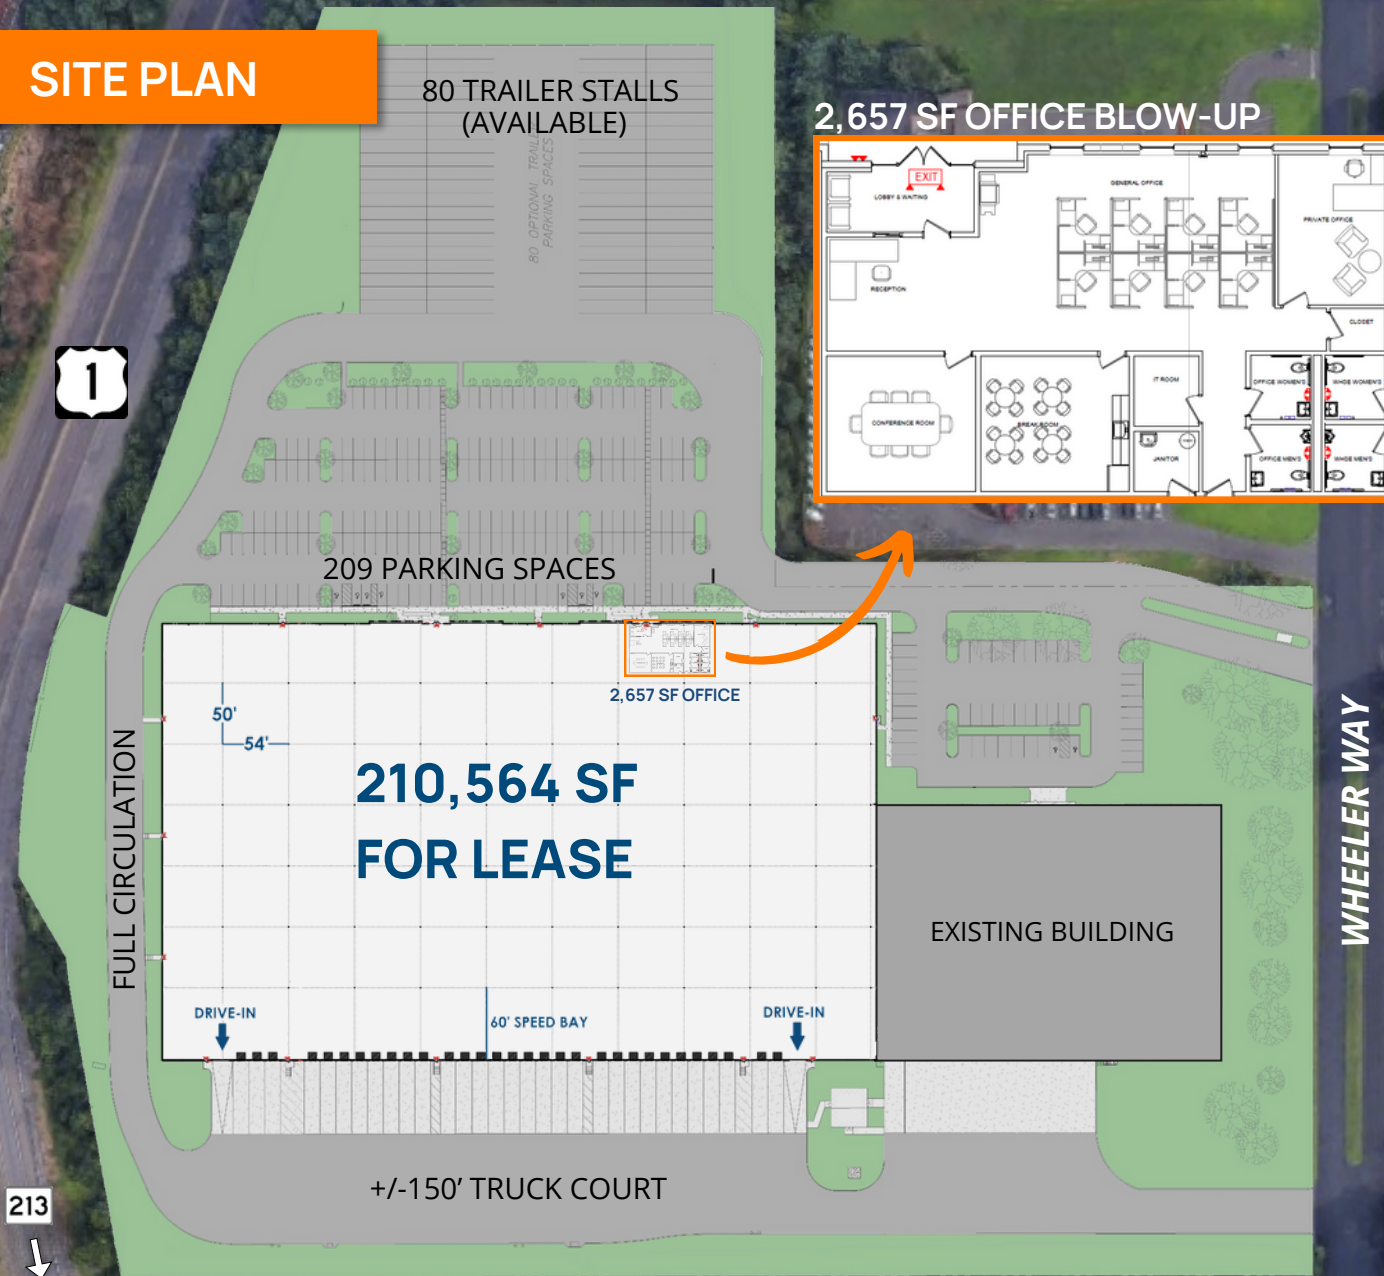 SITE PLAN
80 TRAILER STALLS
(AVAILABLE)
80 OPTIONAL TRAILER
PARKING SPACES
2,657 SF OFFICE BLOW-UP
EXIT
LOBBY & WAITING
GENERAL OFFICE
PRIVATE OFFICE
RECEPTION
CLOSET
IT ROOM
OFFICE WOMEN'S
WHSE WOMEN'S
CONFERENCE ROOM
BREAK ROOM
JANITOR
OFFICE MEN'S
WHSE MEN'S
1
209 PARKING SPACES
2,657 SF OFFICE
50'
54'
210,564 SF
FOR LEASE
FULL CIRCULATION
WHEELER WAY
EXISTING BUILDING
DRIVE-IN
60' SPEED BAY
DRIVE-IN
+/-150’ TRUCK COURT
213